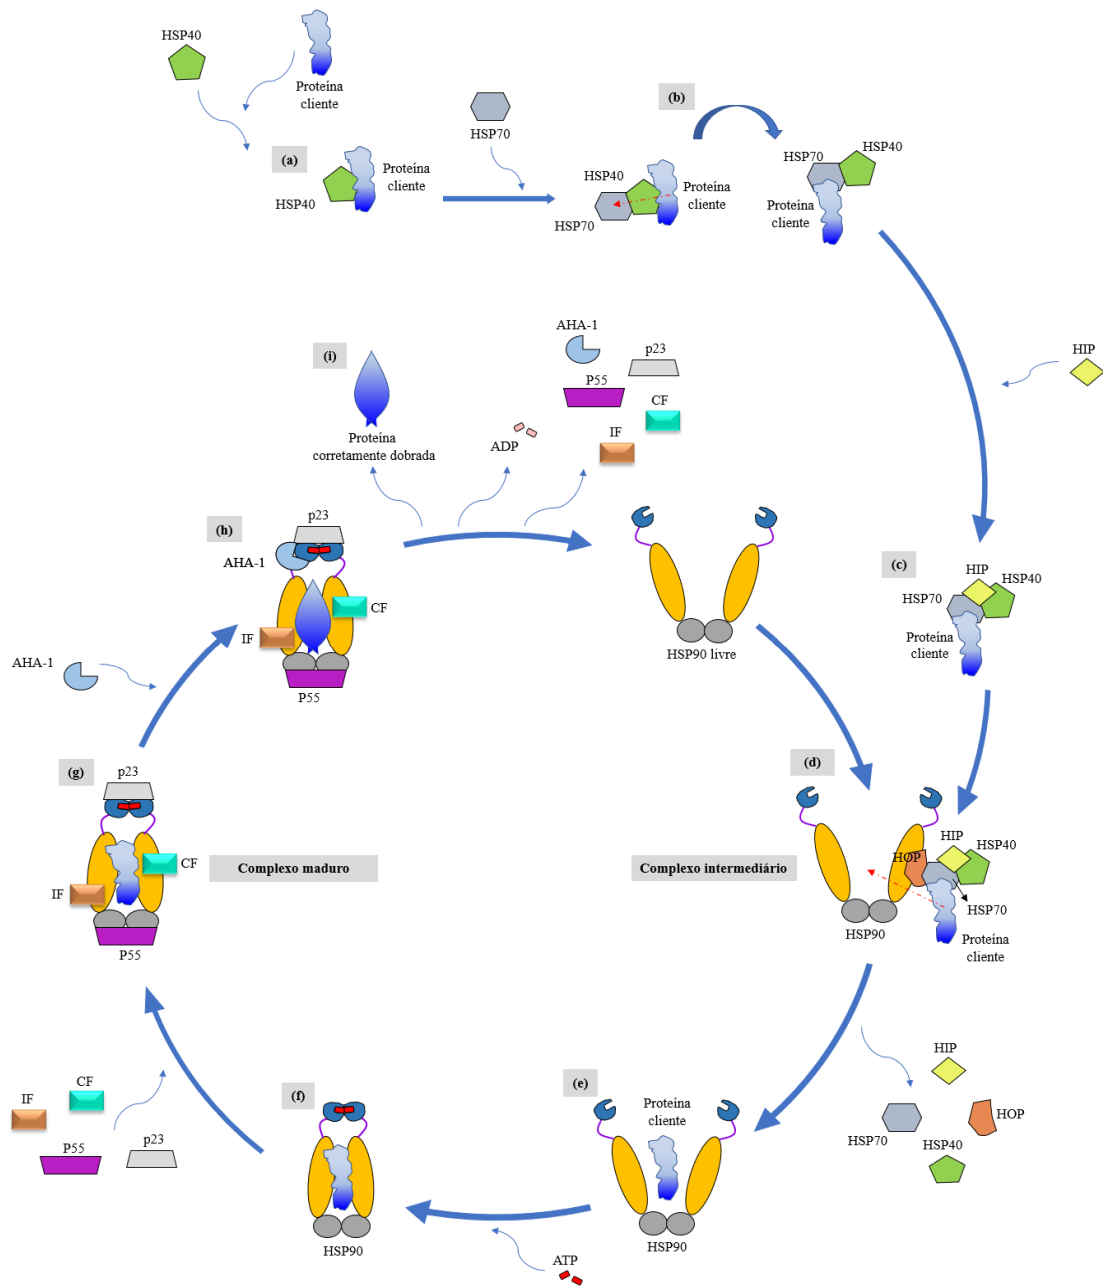 HSP40
Proteína
cliente
(a)
HSP40
Proteína
cliente
HSP70
(b)
HSP40
Proteína
cliente
HSP70
HSP70
HSP40
Proteína
cliente
HIP
(i)
Proteína
corretamente dobrada
ADP
AHA-1
p23
P55
CF
IF
(h)
p23
AHA-1
CF
IF
P55
HSP90 livre
(c)
HIP
HSP40
HSP70
Proteína
cliente
AHA-1
(g)
p23
CF
IF
P55
Complexo maduro
(d)
Complexo intermediário
HIP
HSP40
HOP
HSP70
HSP90
Proteína
cliente
HIP
HSP70
HOP
HSP40
(e)
Proteína
cliente
HSP90
ATP
(f)
HSP90
CF
IF
P55
p23